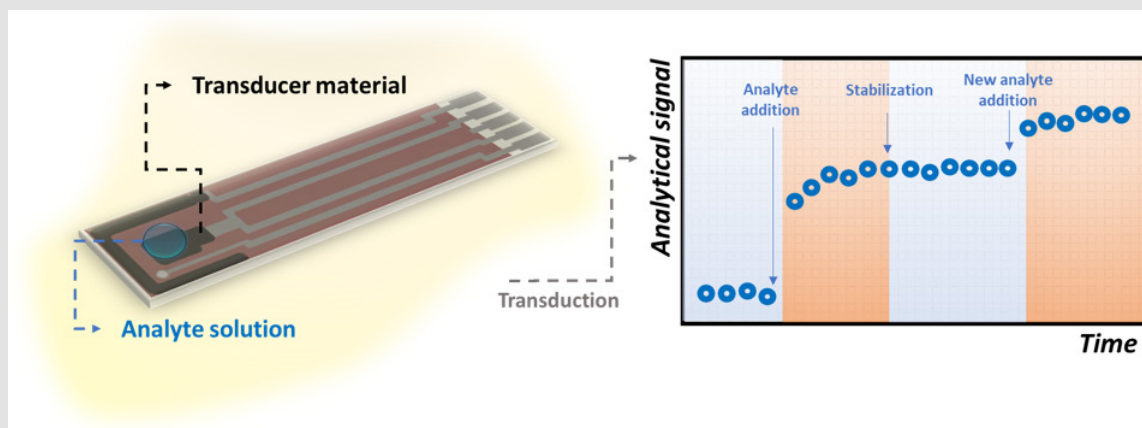 Transducer material
Analyte solution
Transduction
Analytical signal
Analyte
addition
Stabilization
New analyte
addition
Time